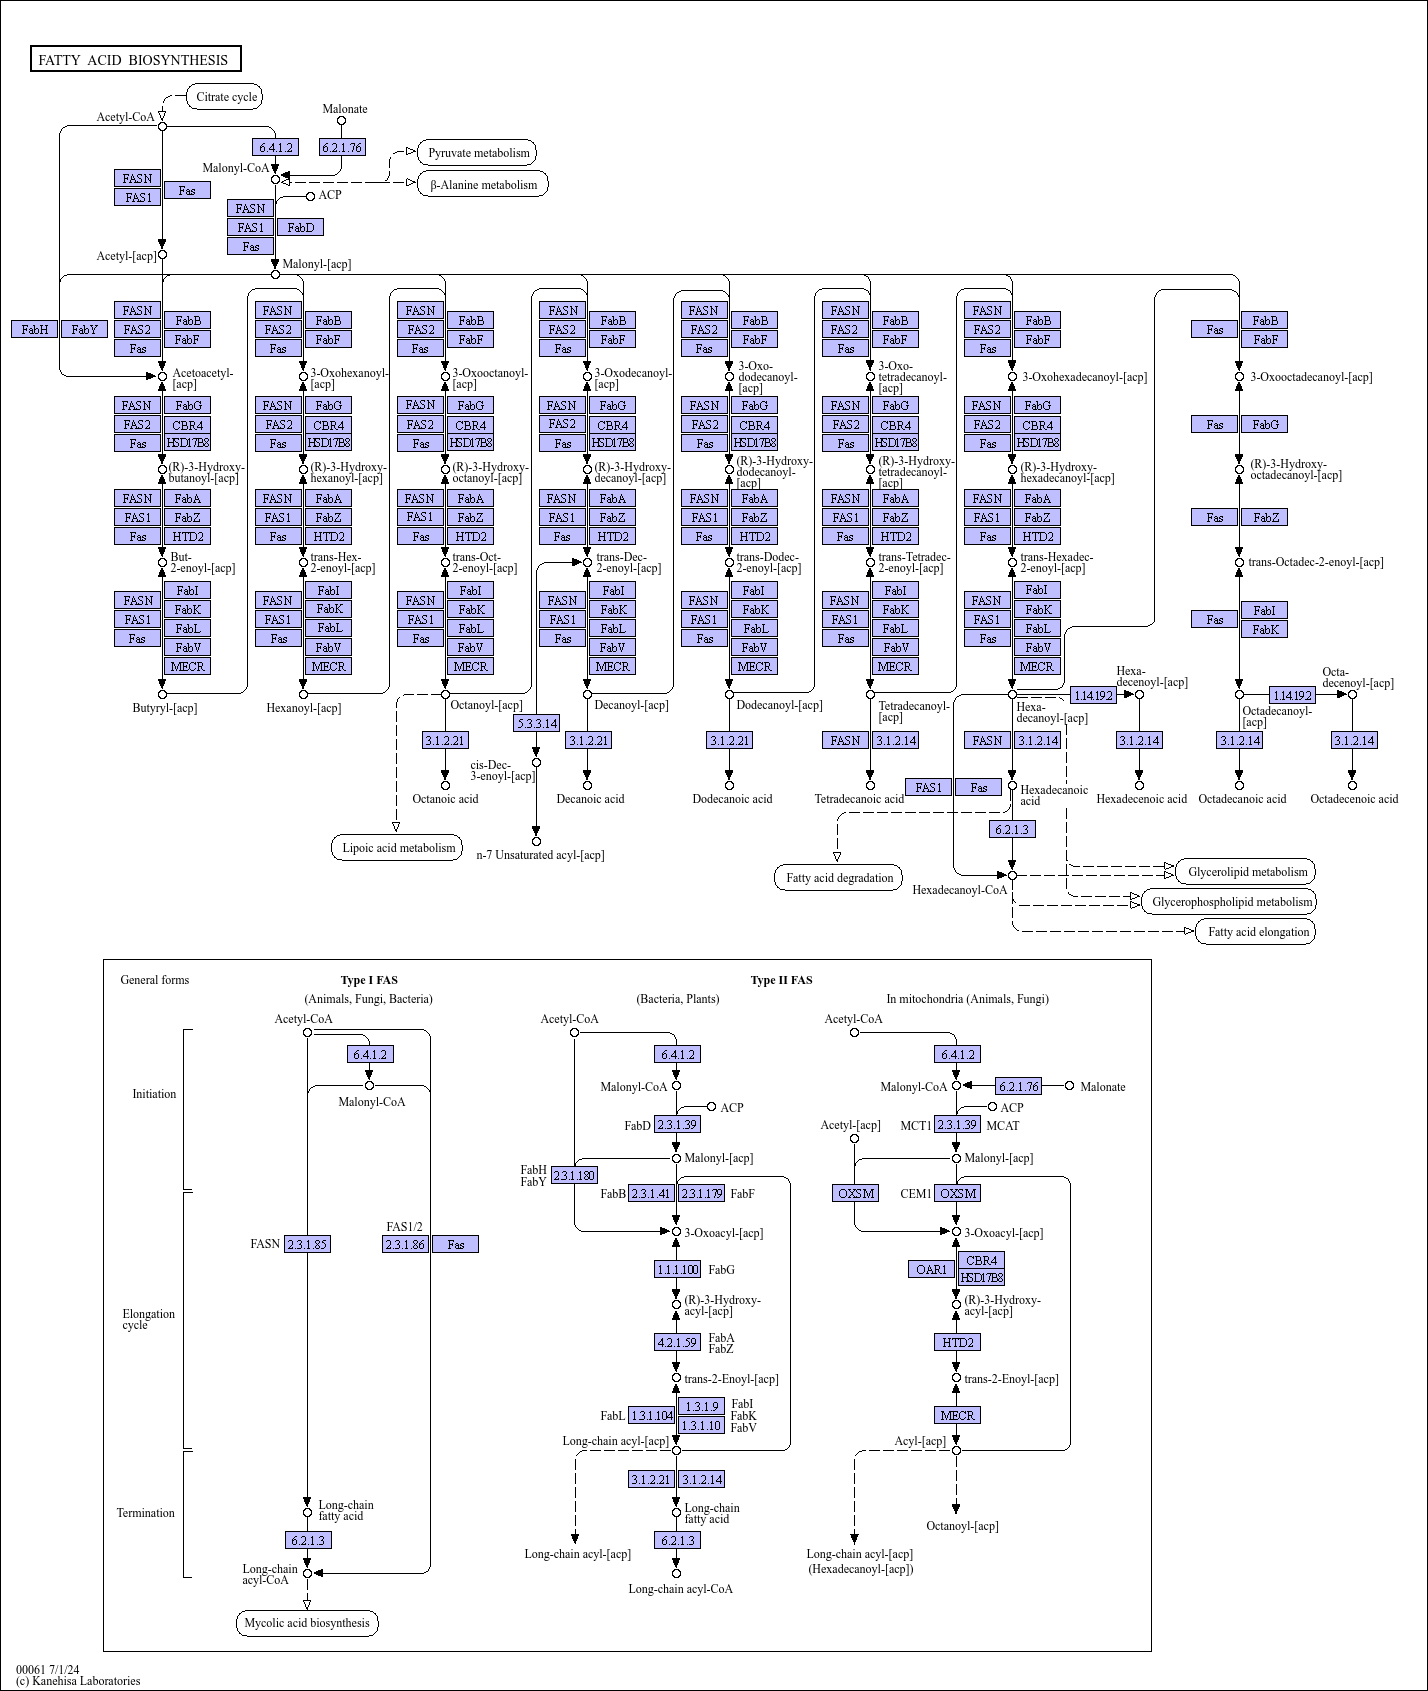 FATTY ACID BIOSYNTHESIS
Citrate cycle
Acetyl-CoA
Malonate
6.4.1.2
6.2.1.76
Pyruvate metabolism
Malonyl-CoA
β-Alanine metabolism
FASN
FAS1
Fas
ACP
FASN
FAS1
FabD
Fas
Acetyl-[acp]
Malonyl-[acp]
FabH
FabY
FASN
FAS2
Fas
FabB
FabF
FASN
FAS2
Fas
FabB
FabF
FASN
FAS2
Fas
FabB
FabF
FASN
FAS2
Fas
FabB
FabF
FASN
FAS2
Fas
FabB
FabF
FASN
FAS2
Fas
FabB
FabF
FASN
FAS2
Fas
FabB
FabF
Fas
FabB
FabF
Acetoacetyl-
[acp]
3-Oxohexanoyl-
[acp]
3-Oxooctanoyl-
[acp]
3-Oxodecanoyl-
[acp]
3-Oxo-
dodecanoyl-
[acp]
3-Oxo-
tetradecanoyl-
[acp]
3-Oxohexadecanoyl-[acp]
3-Oxooctadecanoyl-[acp]
FASN
FAS2
Fas
FabG
CBR4
HSD17B8
FASN
FAS2
Fas
FabG
CBR4
HSD17B8
FASN
FAS2
Fas
FabG
CBR4
HSD17B8
FASN
FAS2
Fas
FabG
CBR4
HSD17B8
FASN
FAS2
Fas
FabG
CBR4
HSD17B8
FASN
FAS2
Fas
FabG
CBR4
HSD17B8
FASN
FAS2
Fas
FabG
CBR4
HSD17B8
Fas
FabG
(R)-3-Hydroxy-
butanoyl-[acp]
(R)-3-Hydroxy-
hexanoyl-[acp]
(R)-3-Hydroxy-
octanoyl-[acp]
(R)-3-Hydroxy-
decanoyl-[acp]
(R)-3-Hydroxy-
dodecanoyl-
[acp]
(R)-3-Hydroxy-
tetradecanoyl-
[acp]
(R)-3-Hydroxy-
hexadecanoyl-[acp]
(R)-3-Hydroxy-
octadecanoyl-[acp]
FASN
FAS1
Fas
FabA
FabZ
HTD2
FASN
FAS1
Fas
FabA
FabZ
HTD2
FASN
FAS1
Fas
FabA
FabZ
HTD2
FASN
FAS1
Fas
FabA
FabZ
HTD2
FASN
FAS1
Fas
FabA
FabZ
HTD2
FASN
FAS1
Fas
FabA
FabZ
HTD2
FASN
FAS1
Fas
FabA
FabZ
HTD2
Fas
FabZ
But-
2-enoyl-[acp]
trans-Hex-
2-enoyl-[acp]
trans-Oct-
2-enoyl-[acp]
trans-Dec-
2-enoyl-[acp]
trans-Dodec-
2-enoyl-[acp]
trans-Tetradec-
2-enoyl-[acp]
trans-Hexadec-
2-enoyl-[acp]
trans-Octadec-2-enoyl-[acp]
FASN
FAS1
Fas
FabI
FabK
FabL
FabV
MECR
FASN
FAS1
Fas
FabI
FabK
FabL
FabV
MECR
FASN
FAS1
Fas
FabI
FabK
FabL
FabV
MECR
FASN
FAS1
Fas
FabI
FabK
FabL
FabV
MECR
FASN
FAS1
Fas
FabI
FabK
FabL
FabV
MECR
FASN
FAS1
Fas
FabI
FabK
FabL
FabV
MECR
FASN
FAS1
Fas
FabI
FabK
FabL
FabV
MECR
Fas
FabI
FabK
Butyryl-[acp]
Hexanoyl-[acp]
Octanoyl-[acp]
Decanoyl-[acp]
Dodecanoyl-[acp]
Tetradecanoyl-
[acp]
Hexa-
decanoyl-[acp]
1.14.19.2
Hexa-
decenoyl-[acp]
Octadecanoyl-
[acp]
1.14.19.2
Octa-
decenoyl-[acp]
3.1.2.21
5.3.3.14
3.1.2.21
3.1.2.21
FASN
3.1.2.14
FASN
3.1.2.14
3.1.2.14
3.1.2.14
3.1.2.14
cis-Dec-
3-enoyl-[acp]
FAS1
Fas
Octanoic acid
Decanoic acid
Dodecanoic acid
Tetradecanoic acid
Hexadecanoic
acid
Hexadecenoic acid
Octadecanoic acid
Octadecenoic acid
6.2.1.3
Lipoic acid metabolism
n-7 Unsaturated acyl-[acp]
Fatty acid degradation
Hexadecanoyl-CoA
Glycerolipid metabolism
Glycerophospholipid metabolism
Fatty acid elongation
General forms
Type I FAS
(Animals, Fungi, Bacteria)
Type II FAS
(Bacteria, Plants)
In mitochondria (Animals, Fungi)
Initiation
Elongation
cycle
Termination
Acetyl-CoA
6.4.1.2
Malonyl-CoA
FASN
2.3.1.85
FAS1/2
2.3.1.86
Fas
Long-chain
fatty acid
6.2.1.3
Long-chain
acyl-CoA
Mycolic acid biosynthesis
Acetyl-CoA
6.4.1.2
Malonyl-CoA
ACP
FabD
2.3.1.39
Malonyl-[acp]
FabH
FabY
2.3.1.180
FabB
2.3.1.41
2.3.1.179
FabF
3-Oxoacyl-[acp]
1.1.1.100
FabG
(R)-3-Hydroxy-
acyl-[acp]
4.2.1.59
FabA
FabZ
trans-2-Enoyl-[acp]
FabL
1.3.1.104
1.3.1.9
1.3.1.10
FabI
FabK
FabV
Long-chain acyl-[acp]
3.1.2.21
3.1.2.14
Long-chain
fatty acid
6.2.1.3
Long-chain acyl-[acp]
Long-chain acyl-CoA
Acetyl-CoA
6.4.1.2
Malonyl-CoA
6.2.1.76
Malonate
ACP
MCT1
2.3.1.39
MCAT
Acetyl-[acp]
Malonyl-[acp]
OXSM
CEM1
OXSM
3-Oxoacyl-[acp]
OAR1
CBR4
HSD17B8
(R)-3-Hydroxy-
acyl-[acp]
HTD2
trans-2-Enoyl-[acp]
MECR
Acyl-[acp]
Octanoyl-[acp]
Long-chain acyl-[acp]
(Hexadecanoyl-[acp])
00061 7/1/24
(c) Kanehisa Laboratories